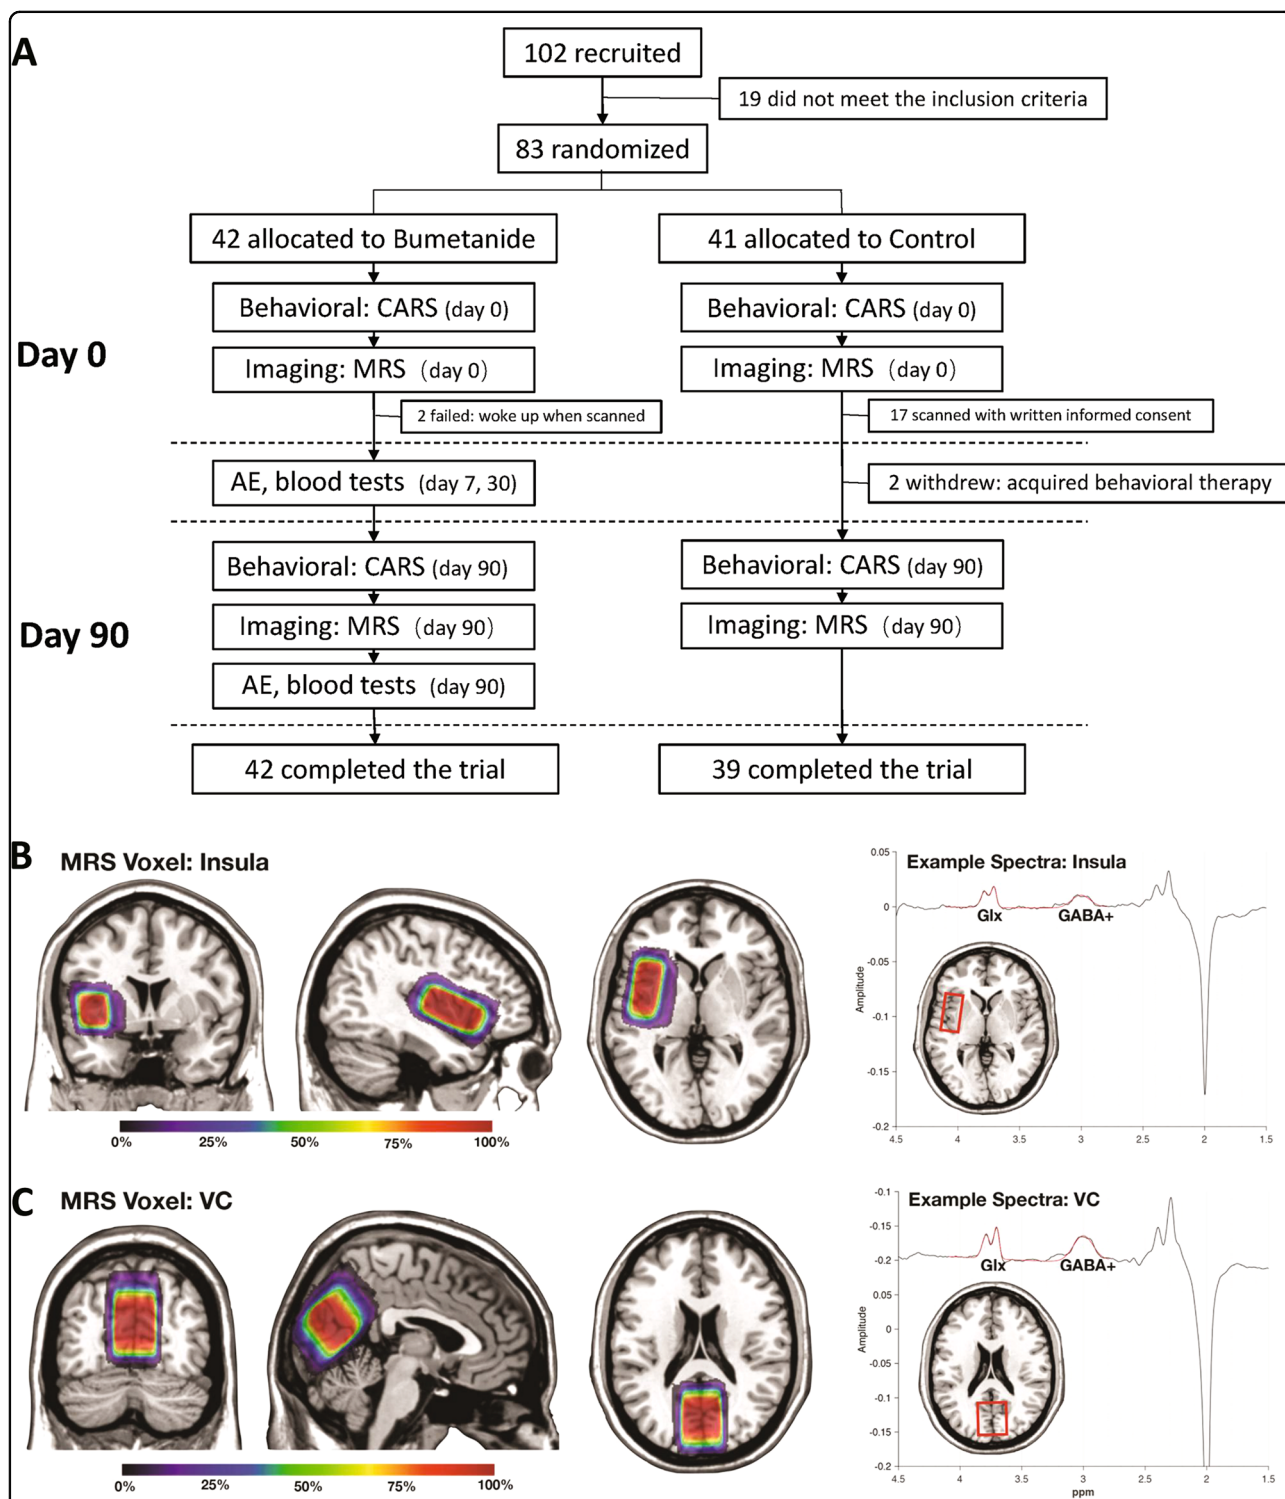 A
102 recruited
19 did not meet the inclusion criteria
83 randomized
42 allocated to Bumetanide
41 allocated to Control
Behavioral: CARS (day 0)
Behavioral: CARS (day 0)
Day 0
Imaging: MRS (day 0)
Imaging: MRS (day 0)
2 failed: woke up when scanned
17 scanned with written informed consent
AE, blood tests (day 7, 30)
2 withdrew: acquired behavioral therapy
Behavioral: CARS (day 90)
Behavioral: CARS (day 90)
Day 90
Imaging: MRS (day 90)
Imaging: MRS (day 90)
AE, blood tests (day 90)
42 completed the trial
39 completed the trial
B
MRS Voxel: Insula
0%
25%
50%
75%
100%
Example Spectra: Insula
0.05
0
-0.05
-0.1
-0.15
-0.2
Amplitude
Glx
GABA+
4.5
4
3.5
3
2.5
2
1.5
C
MRS Voxel: VC
0%
25%
50%
75%
100%
Example Spectra: VC
-0.1
-0.15
-0.2
0.05
0
-0.05
-0.1
-0.15
-0.2
Amplitude
Glx
GABA+
4.5
4
3.5
3
2.5
2
1.5
ppm